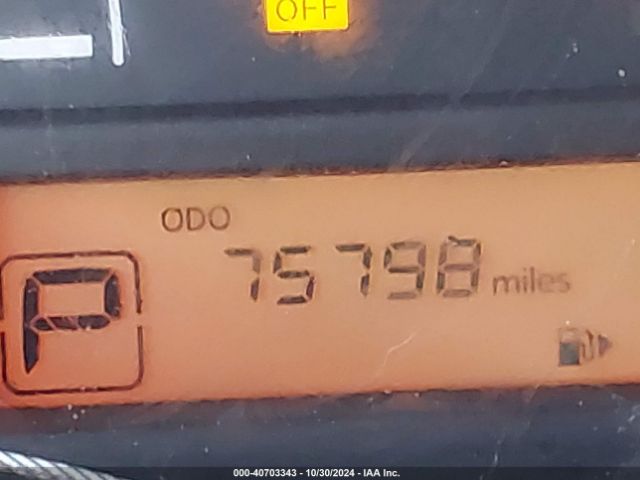 OFF
ODO
75798 miles
P
000-40703343 - 10/30/2024 - IAA Inc.